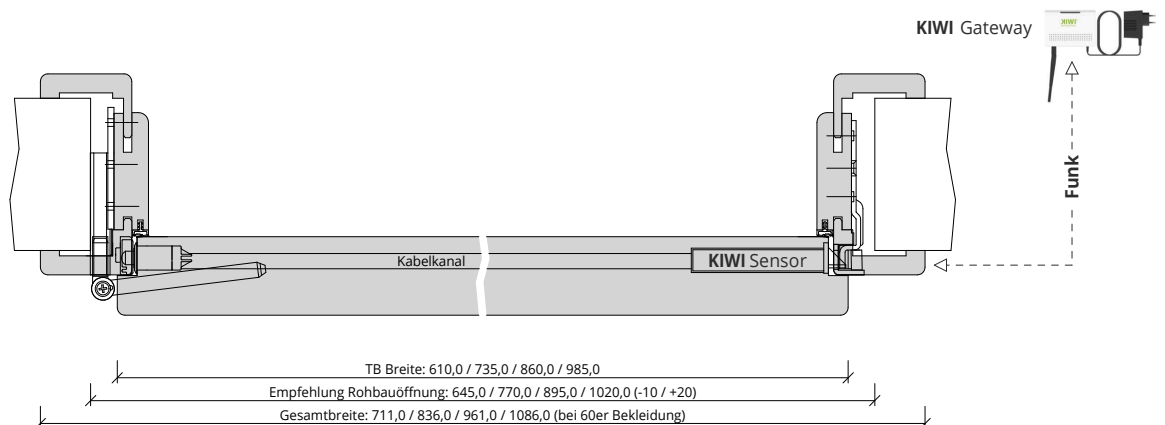 KIWI Gateway
KIWI
Funk
Kabelkanal
KIWI Sensor
TB Breite: 610,0 / 735,0 / 860,0 / 985,0
Empfehlung Rohbauöffnung: 645,0 / 770,0 / 895,0 / 1020,0 (-10 / +20)
Gesamtbreite: 711,0 / 836,0 / 961,0 / 1086,0 (bei 60er Bekleidung)